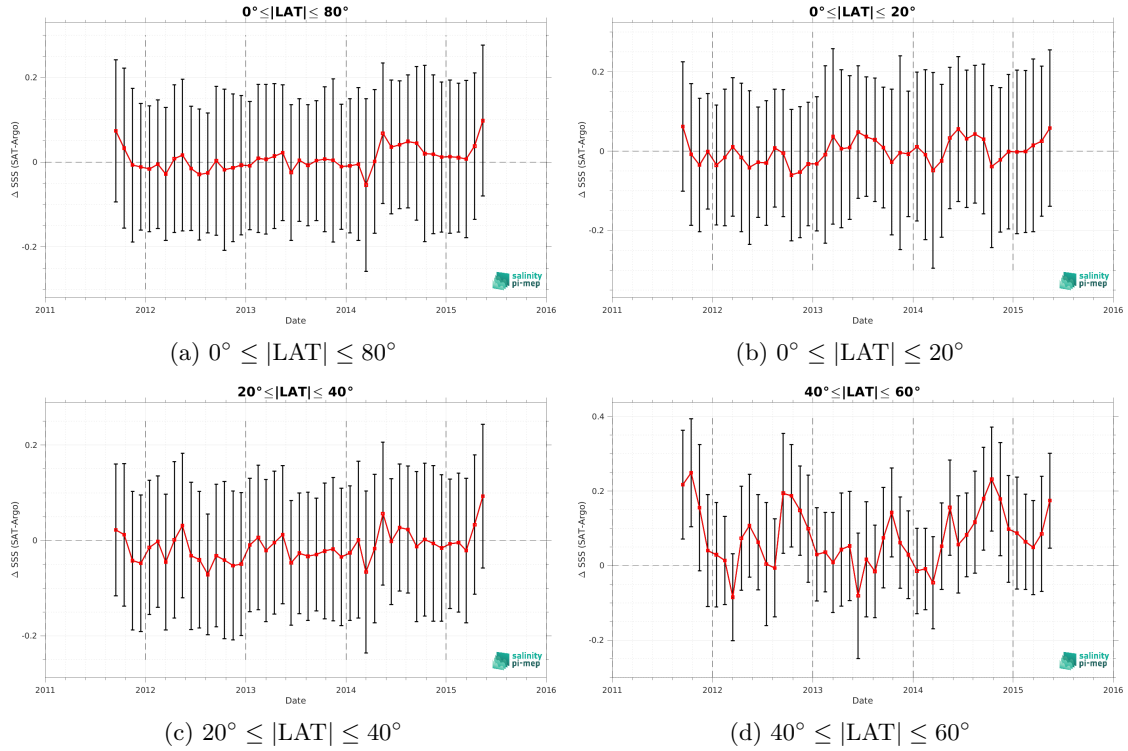 0°≤|LAT|≤ 80°
Δ SSS (SAT-Argo)
0.2
0
-0.2
2011 2012 2013 2014 2015 2016
Date
salinity
pi-mep
(a) 0° ≤ |LAT| ≤ 80°
0°≤|LAT|≤ 20°
Δ SSS (SAT-Argo)
0.2
0
-0.2
2011 2012 2013 2014 2015 2016
Date
salinity
pi-mep
(b) 0° ≤ |LAT| ≤ 20°
20°≤|LAT|≤ 40°
Δ SSS (SAT-Argo)
0.2
0
-0.2
2011 2012 2013 2014 2015 2016
Date
salinity
pi-mep
(c) 20° ≤ |LAT| ≤ 40°
40°≤|LAT|≤ 60°
Δ SSS (SAT-Argo)
0.4
0.2
0
-0.2
2011 2012 2013 2014 2015 2016
Date
salinity
pi-mep
(d) 40° ≤ |LAT| ≤ 60°